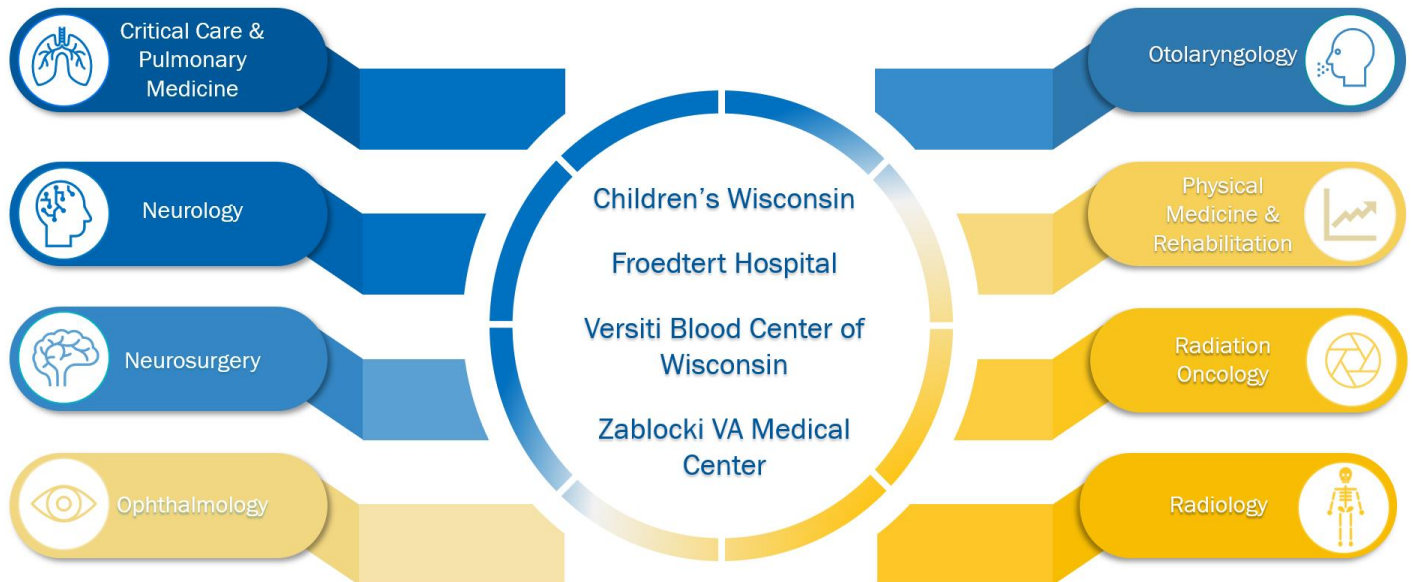 Critical Care &
Pulmonary
Medicine
Neurology
Neurosurgery
Ophthalmology
Children's Wisconsin
Froedtert Hospital
Versiti Blood Center of
Wisconsin
Zablocki VA Medical
Center
Otolaryngology
Physical
Medicine &
Rehabilitation
Radiation
Oncology
Radiology